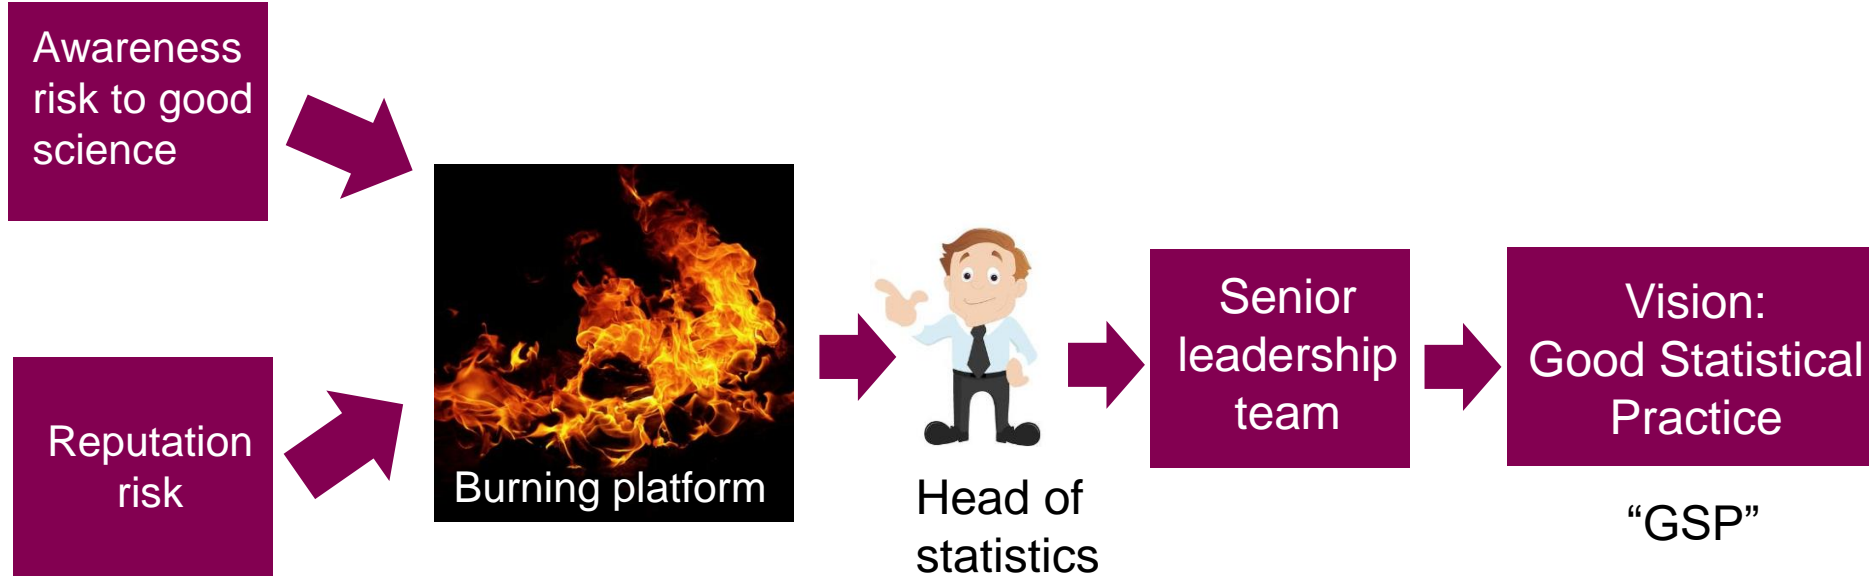 Awareness
risk to good
science
Reputation
risk
Burning platform
Head of
statistics
Senior
leadership
team
Vision:
Good Statistical
Practice
“GSP”